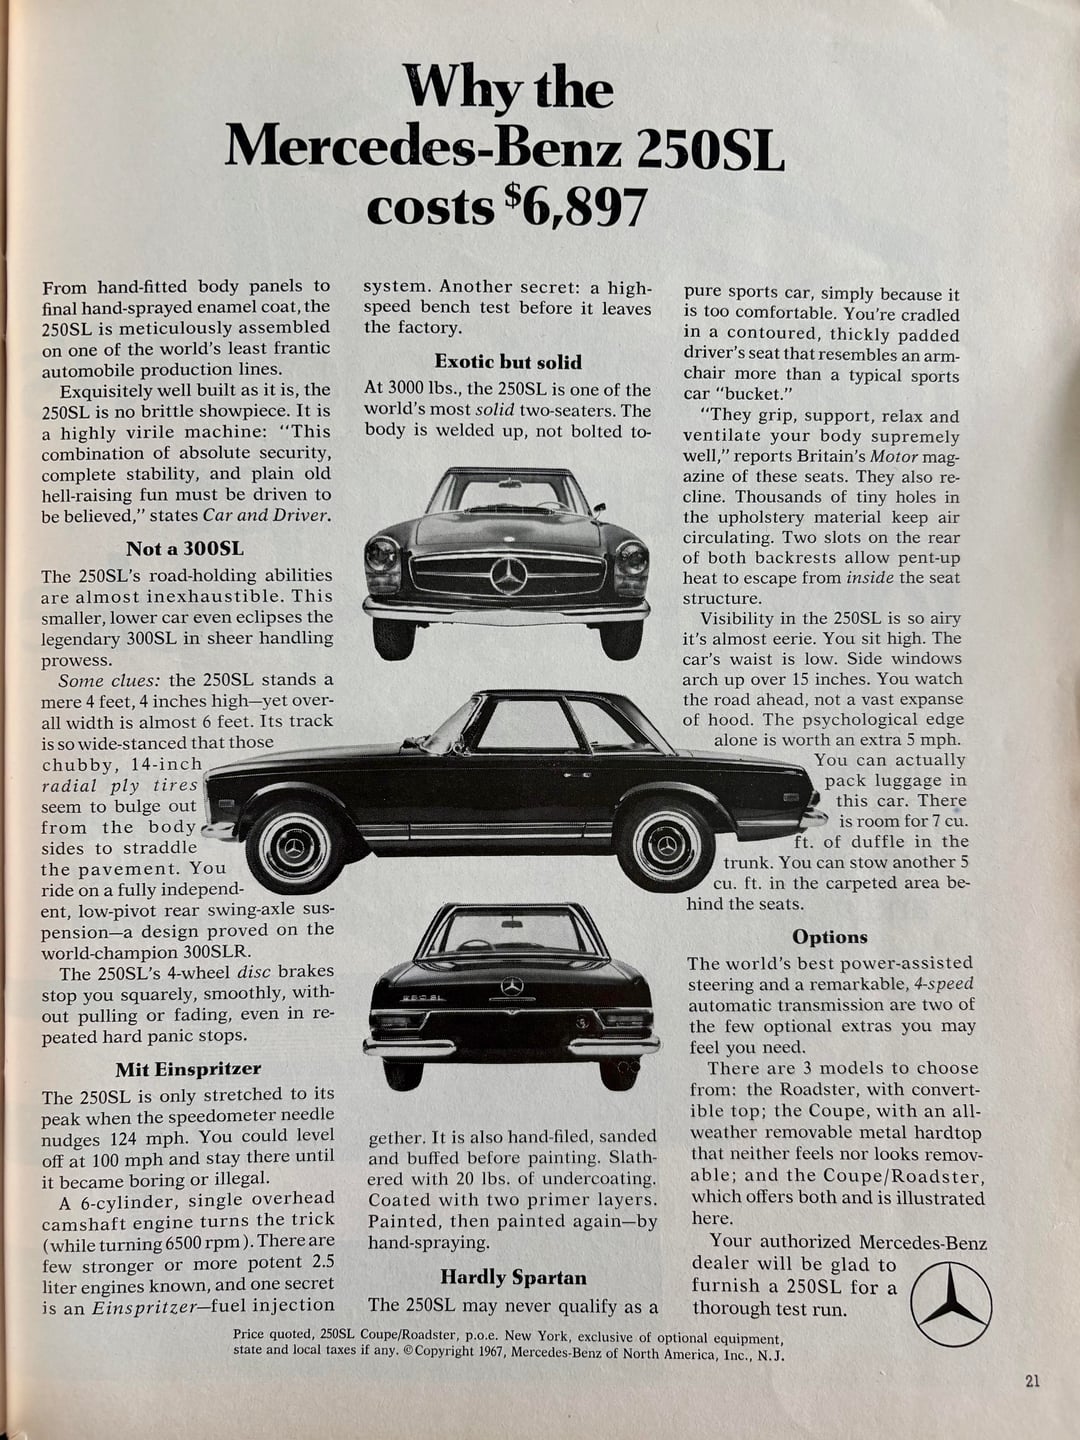 Why the
Mercedes-Benz 250SL
costs $6,897
From hand-fitted body panels to
final hand-sprayed enamel coat, the
250SL is meticulously assembled
on one of the world's least frantic
automobile production lines.
Exquisitely well built as it is, the
250SL is no brittle showpiece. It is
a highly virile machine: "This
combination of absolute security,
complete stability, and plain old
hell-raising fun must be driven to
be believed," states Car and Driver.
Not a 300SL
The 250SL's road-holding abilities
are almost inexhaustible. This
smaller, lower car even eclipses the
legendary 300SL in sheer handling
prowess.
Some clues: the 250SL stands a
mere 4 feet, 4 inches high—yet over-
all width is almost 6 feet. Its track
is so wide-stanced that those
chubby, 14-inch
radial ply tires
seem to bulge out
from the body
sides to straddle
the pavement. You
ride on a fully independ-
ent, low-pivot rear swing-axle sus-
pension—a design proved on the
world-champion 300SLR.
The 250SL's 4-wheel disc brakes
stop you squarely, smoothly, with-
out pulling or fading, even in re-
peated hard panic stops.
Mit Einspritzer
The 250SL is only stretched to its
peak when the speedometer needle
nudges 124 mph. You could level
off at 100 mph and stay there until
it became boring or illegal.
A 6-cylinder, single overhead
camshaft engine turns the trick
(while turning 6500 rpm). There are
few stronger or more potent 2.5
liter engines known, and one secret
is an Einspritzer—fuel injection
system. Another secret: a high-
speed bench test before it leaves
the factory.
Exotic but solid
At 3000 lbs., the 250SL is one of the
world's most solid two-seaters. The
body is welded up, not bolted to-
250 SL
gether. It is also hand-filed, sanded
and buffed before painting. Slath-
ered with 20 lbs. of undercoating.
Coated with two primer layers.
Painted, then painted again—by
hand-spraying.
Hardly Spartan
The 250SL may never qualify as a
pure sports car, simply because it
is too comfortable. You're cradled
in a contoured, thickly padded
driver's seat that resembles an arm-
chair more than a typical sports
car "bucket."
"They grip, support, relax and
ventilate your body supremely
well," reports Britain's Motor mag-
azine of these seats. They also re-
cline. Thousands of tiny holes in
the upholstery material keep air
circulating. Two slots on the rear
of both backrests allow pent-up
heat to escape from inside the seat
structure.
Visibility in the 250SL is so airy
it's almost eerie. You sit high. The
car's waist is low. Side windows
arch up over 15 inches. You watch
the road ahead, not a vast expanse
of hood. The psychological edge
alone is worth an extra 5 mph.
You can actually
pack luggage in
this car. There
is room for 7 cu.
ft. of duffle in the
trunk. You can stow another 5
cu. ft. in the carpeted area be-
hind the seats.
Options
The world's best power-assisted
steering and a remarkable, 4-speed
automatic transmission are two of
the few optional extras you may
feel you need.
There are 3 models to choose
from: the Roadster, with convert-
ible top; the Coupe, with an all-
weather removable metal hardtop
that neither feels nor looks remov-
able; and the Coupe/Roadster,
which offers both and is illustrated
here.
Your authorized Mercedes-Benz
dealer will be glad to
furnish a 250SL for a
thorough test run.
Price quoted, 250SL Coupe/Roadster, p.o.e. New York, exclusive of optional equipment,
state and local taxes if any. ©Copyright 1967, Mercedes-Benz of North America, Inc., N.J.
21